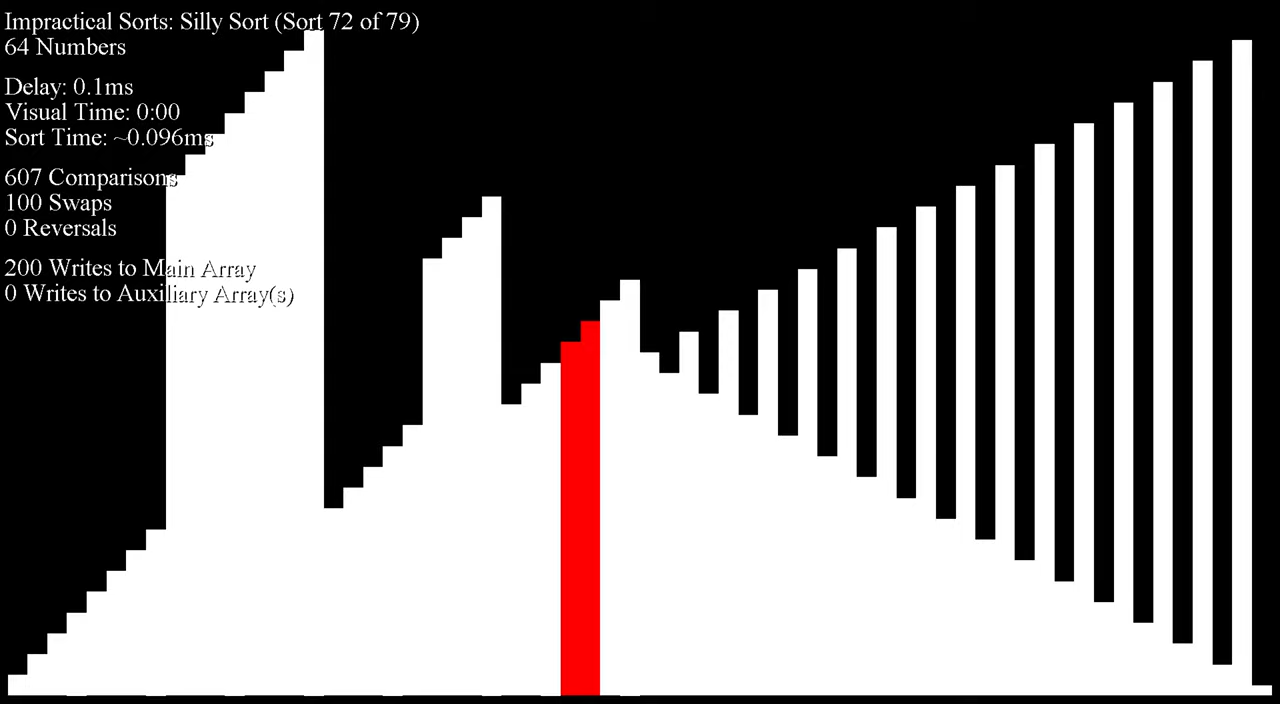 Impractical Sorts: Silly Sort (Sort 72 of 79)
64 Numbers
Delay: 0.1ms
Visual Time: 0:00
Sort Time: ~0.096ms
607 Comparisons
100 Swaps
0 Reversals
200 Writes to Main Array
0 Writes to Auxiliary Array(s)